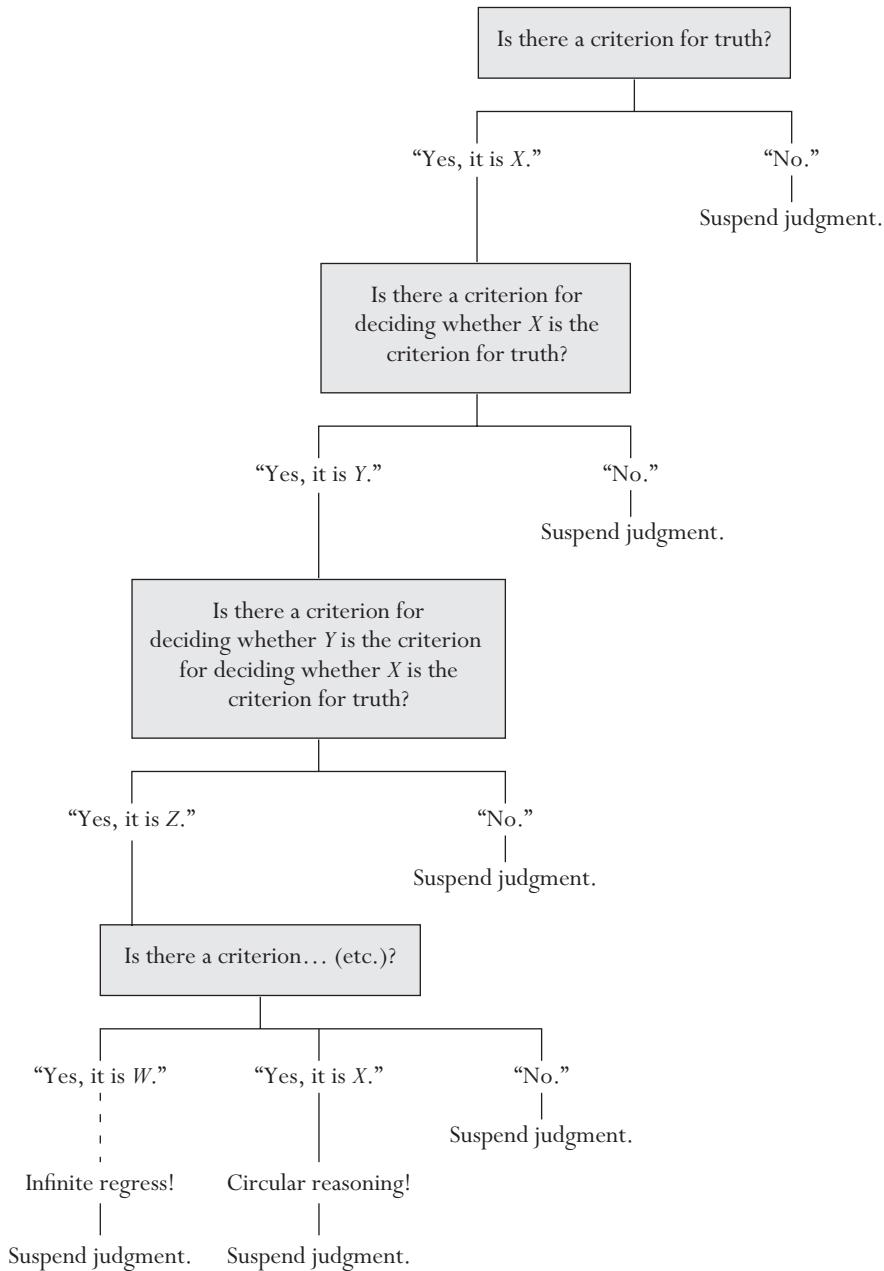 Is there a criterion for truth?
“Yes, it is X.”
“No.”
Suspend judgment.
Is there a criterion for
deciding whether X is the
criterion for truth?
“Yes, it is Y.”
“No.”
Suspend judgment.
Is there a criterion for
deciding whether Y is the criterion
for deciding whether X is the
criterion for truth?
“Yes, it is Z.”
“No.”
Suspend judgment.
Is there a criterion… (etc.)?
“Yes, it is W.”
“Yes, it is X.”
“No.”
Suspend judgment.
Infinite regress!
Circular reasoning!
Suspend judgment.
Suspend judgment.